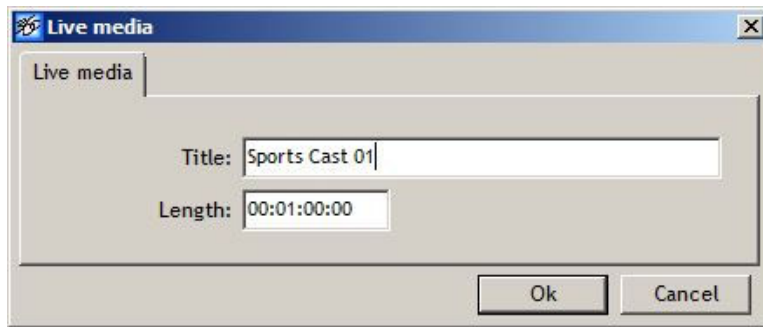 Live media
Live media
Title: Sports Cast 01
Length: 00:01:00:00
Ok Cancel